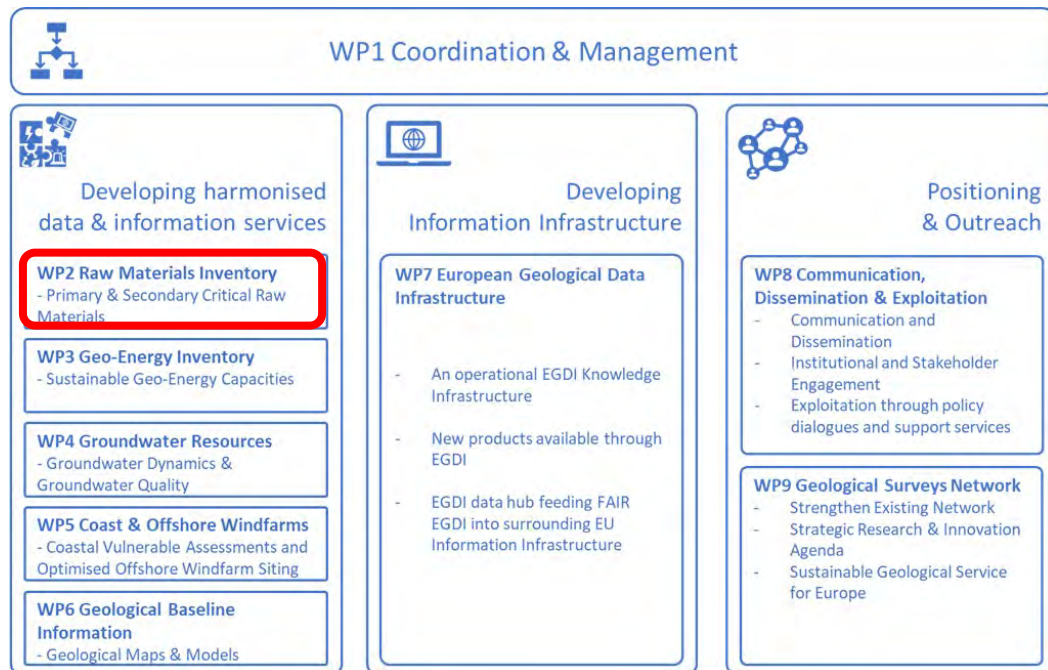 WP1 Coordination & Management
Developing harmonised
data & information services
WP2 Raw Materials Inventory
- Primary & Secondary Critical Raw
Materials
WP3 Geo-Energy Inventory
- Sustainable Geo-Energy Capacities
WP4 Groundwater Resources
- Groundwater Dynamics &
Groundwater Quality
WP5 Coast & Offshore Windfarms
- Coastal Vulnerable Assessments and
Optimised Offshore Windfarm Siting
WP6 Geological Baseline
Information
- Geological Maps & Models
Developing
Information Infrastructure
WP7 European Geological Data
Infrastructure
- An operational EGDI Knowledge
Infrastructure
- New products available through
EGDI
- EGDI data hub feeding FAIR
EGDI into surrounding EU
Information Infrastructure
Positioning
& Outreach
WP8 Communication,
Dissemination & Exploitation
- Communication and
Dissemination
- Institutional and Stakeholder
Engagement
- Exploitation through policy
dialogues and support services
WP9 Geological Surveys Network
- Strengthen Existing Network
- Strategic Research & Innovation
Agenda
- Sustainable Geological Service
for Europe